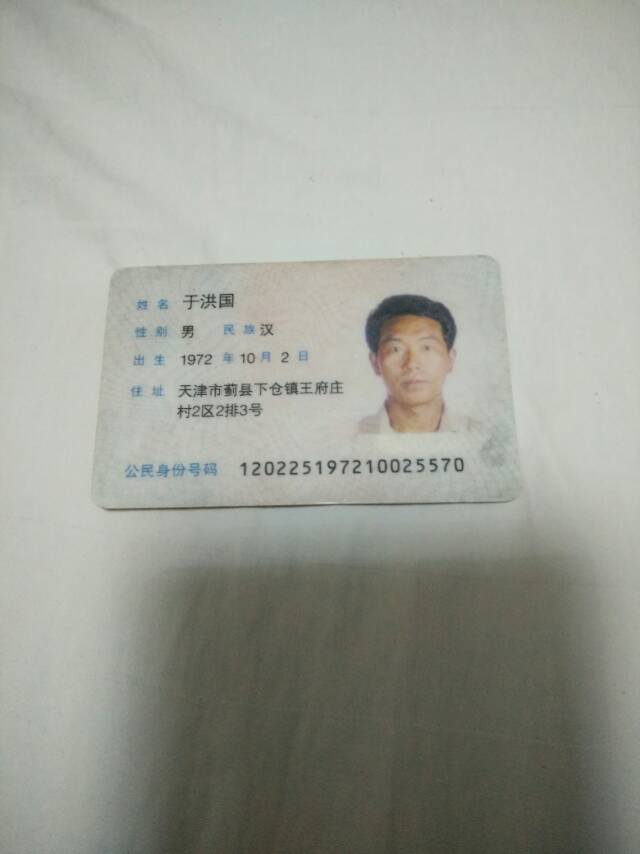 姓名 于洪国
性别 男 民族 汉
出生 1972 年 10 月 2 日
住址 天津市蓟县下仓镇王府庄
村2区2排3号
公民身份号码 120225197210025570